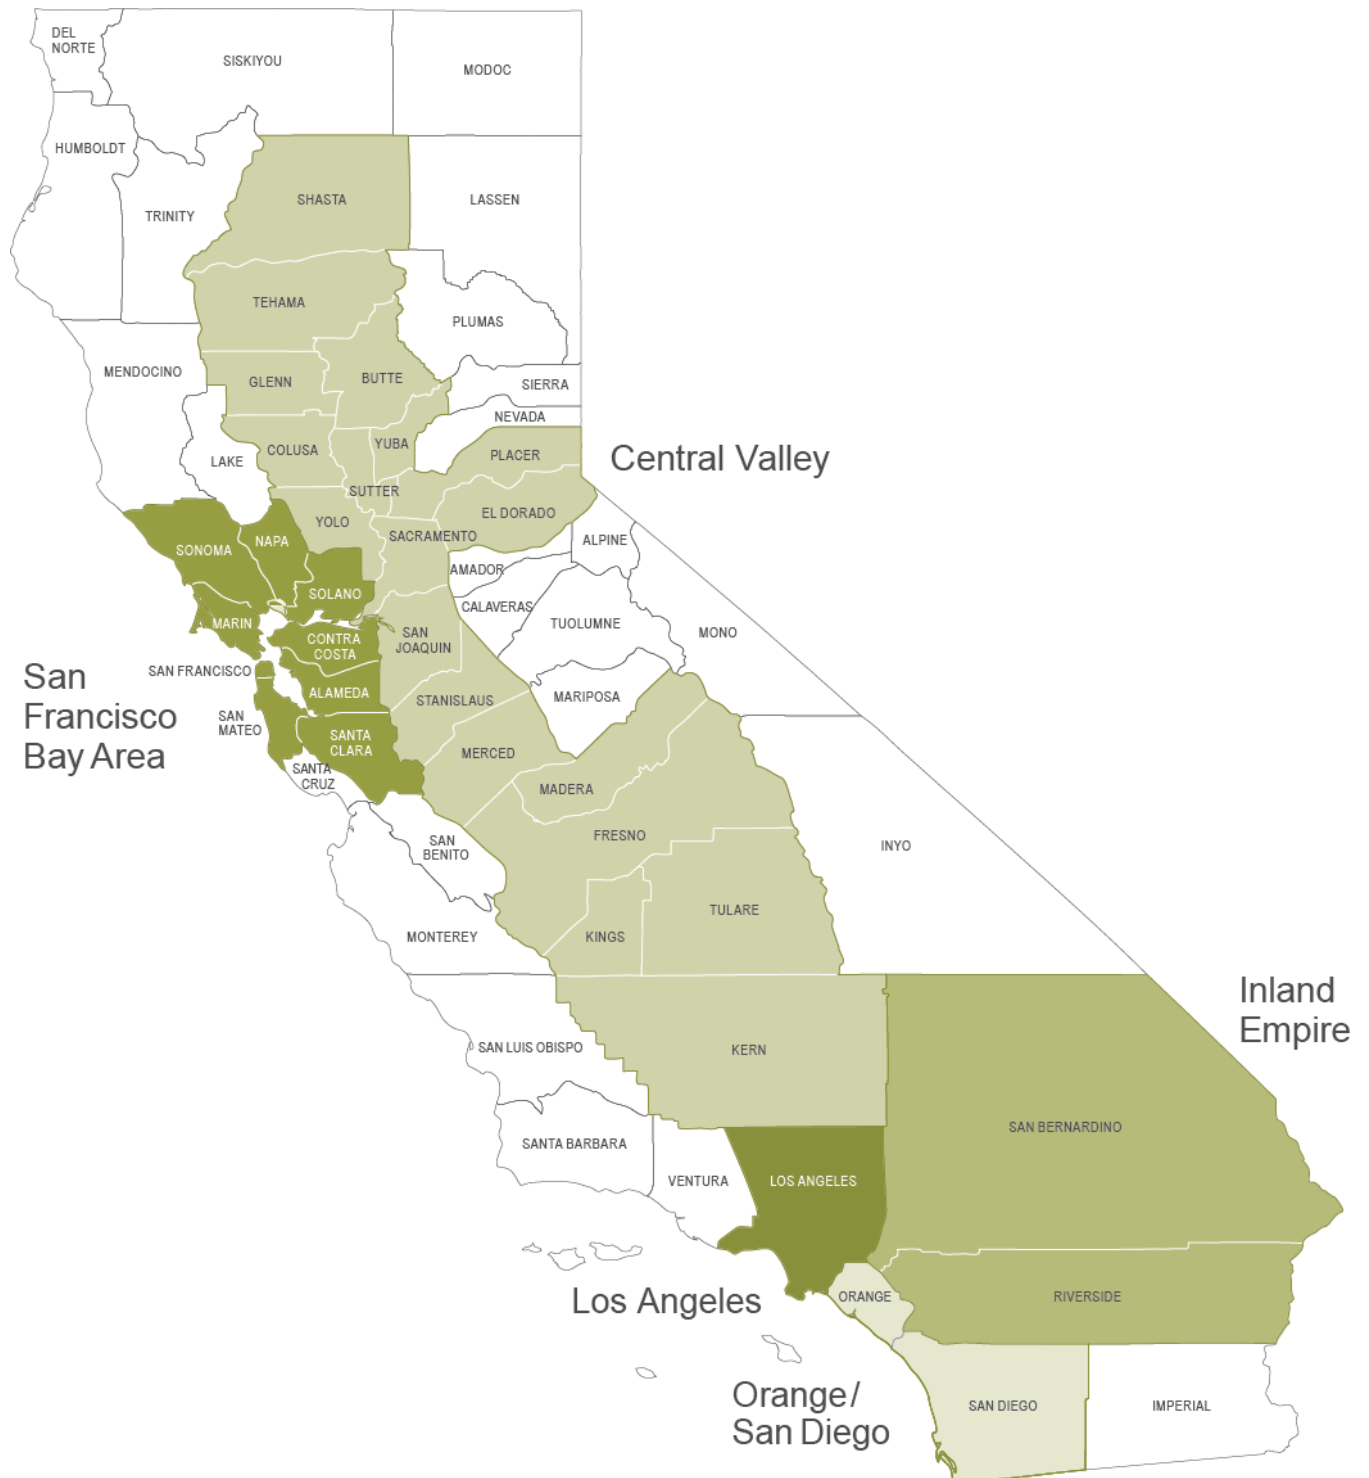 DEL
NORTE
SISKIYOU
MODOC
HUMBOLDT
TRINITY
SHASTA
LASSEN
TEHAMA
PLUMAS
MENDOCINO
GLENN
BUTTE
SIERRA
NEVADA
LAKE
COLUSA
YUBA
PLACER
Central Valley
SUTTER
EL DORADO
YOLO
SACRAMENTO
ALPINE
SONOMA
NAPA
AMADOR
SOLANO
CALAVERAS
MARIN
TUOLUMNE
MONO
CONTRA
COSTA
SAN
JOAQUIN
San
Francisco
Bay Area
SAN FRANCISCO
ALAMEDA
STANISLAUS
MARIPOSA
SAN
MATEO
SANTA
CLARA
MERCED
SANTA
CRUZ
MADERA
FRESNO
SAN
BENITO
INYO
TULARE
MONTEREY
KINGS
Inland
Empire
SAN LUIS OBISPO
KERN
SAN BERNARDINO
SANTA BARBARA
VENTURA
LOS ANGELES
Los Angeles
ORANGE
RIVERSIDE
Orange/
San Diego
SAN DIEGO
IMPERIAL